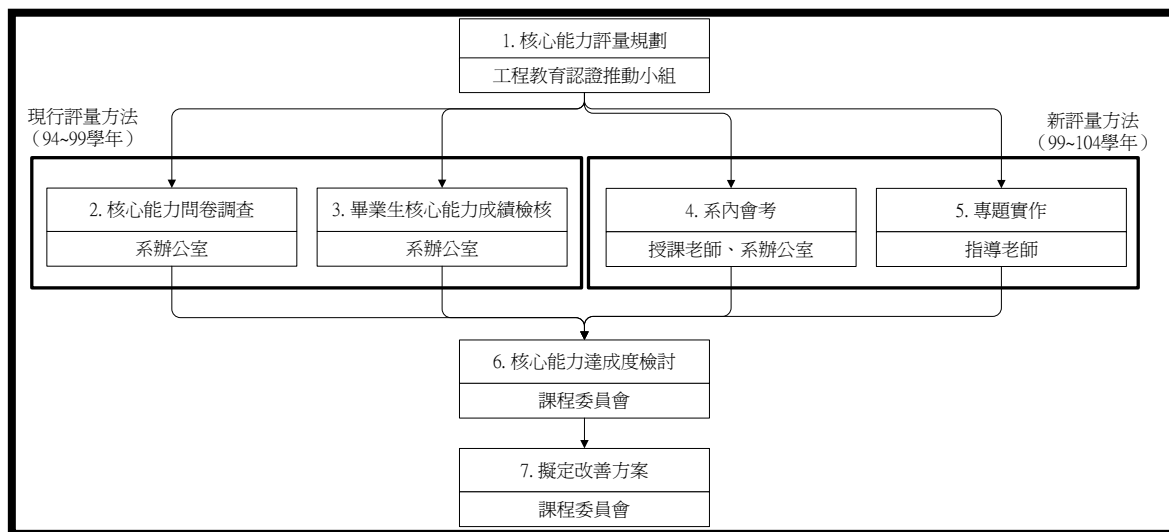 1. 核心能力評量規劃
工程教育認證推動小組
現行評量方法
（94~99學年）
新評量方法
（99~104學年）
2. 核心能力問卷調查
系辦公室
3. 畢業生核心能力成績檢核
系辦公室
4. 系內會考
授課老師、系辦公室
5. 專題實作
指導老師
6. 核心能力達成度檢討
課程委員會
7. 擬定改善方案
課程委員會